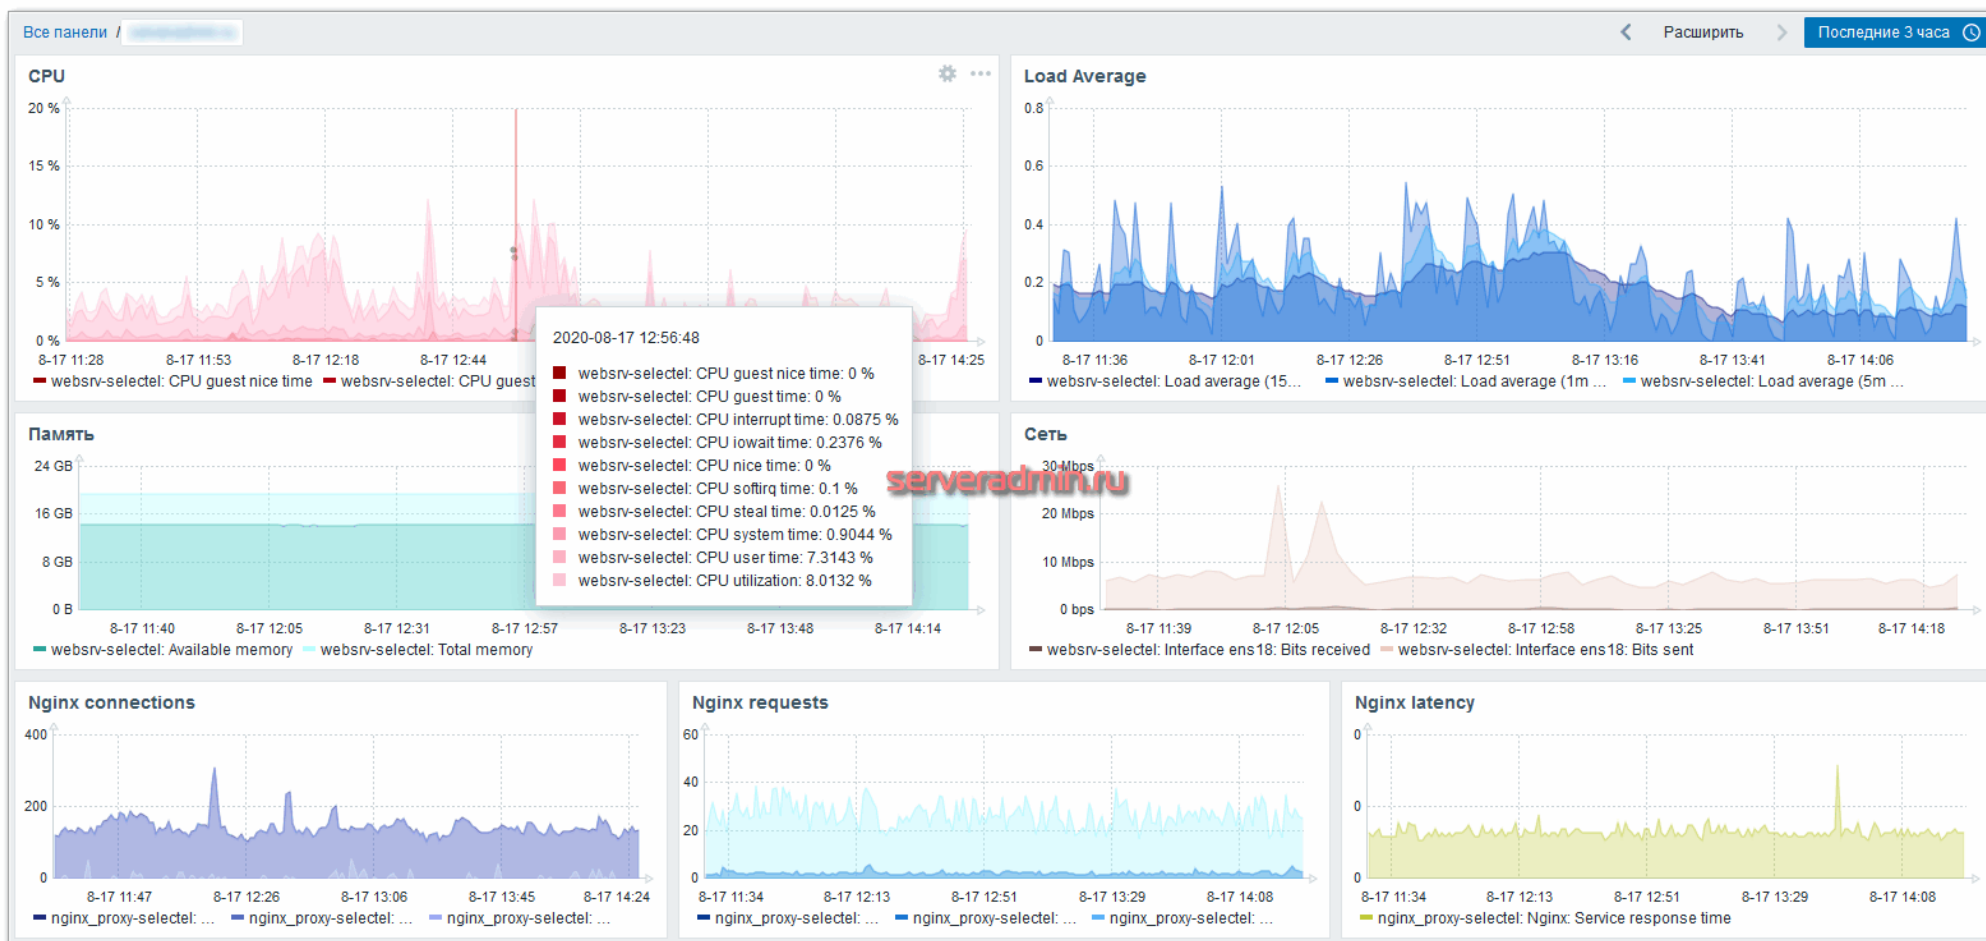 Все панели /
Расширить
Последние 3 часа
CPU
20 %
15 %
10 %
5 %
0 %
8-17 11:28 8-17 11:53 8-17 12:18 8-17 12:44 8-17 14:25
websrv-selectel: CPU guest nice time websrv-selectel: CPU guest
2020-08-17 12:56:48
websrv-selectel: CPU guest nice time: 0 %
websrv-selectel: CPU guest time: 0 %
websrv-selectel: CPU interrupt time: 0.0875 %
websrv-selectel: CPU iowait time: 0.2376 %
websrv-selectel: CPU nice time: 0 %
websrv-selectel: CPU softirq time: 0.1 %
websrv-selectel: CPU steal time: 0.0125 %
websrv-selectel: CPU system time: 0.9044 %
websrv-selectel: CPU user time: 7.3143 %
websrv-selectel: CPU utilization: 8.0132 %
Load Average
0.8
0.6
0.4
0.2
0
8-17 11:36 8-17 12:01 8-17 12:26 8-17 12:51 8-17 13:16 8-17 13:41 8-17 14:06
websrv-selectel: Load average (15... websrv-selectel: Load average (1m ... websrv-selectel: Load average (5m ...
Память
24 GB
16 GB
8 GB
0 B
8-17 11:40 8-17 12:05 8-17 12:31 8-17 12:57 8-17 13:23 8-17 13:48 8-17 14:14
websrv-selectel: Available memory websrv-selectel: Total memory
serveradmin.ru
Сеть
30 Mbps
20 Mbps
10 Mbps
0 bps
8-17 11:39 8-17 12:05 8-17 12:32 8-17 12:58 8-17 13:25 8-17 13:51 8-17 14:18
websrv-selectel: Interface ens18: Bits received websrv-selectel: Interface ens18: Bits sent
Nginx connections
400
200
0
8-17 11:47 8-17 12:26 8-17 13:06 8-17 13:45 8-17 14:24
nginx_proxy-selectel: ... nginx_proxy-selectel: ... nginx_proxy-selectel: ...
Nginx requests
60
40
20
0
8-17 11:34 8-17 12:13 8-17 12:51 8-17 13:29 8-17 14:08
nginx_proxy-selectel: ... nginx_proxy-selectel: ... nginx_proxy-selectel: ...
Nginx latency
0
0
0
8-17 11:34 8-17 12:13 8-17 12:51 8-17 13:29 8-17 14:08
nginx_proxy-selectel: Nginx: Service response time